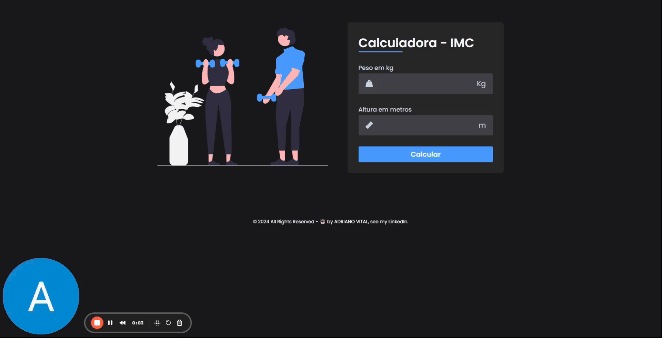 Calculadora - IMC
Peso em kg
Kg
Altura em metros
m
Calcular
© 2024 All Rights Reserved - by ADRIANO VITAL, see my LinkedIn.
A
0:03